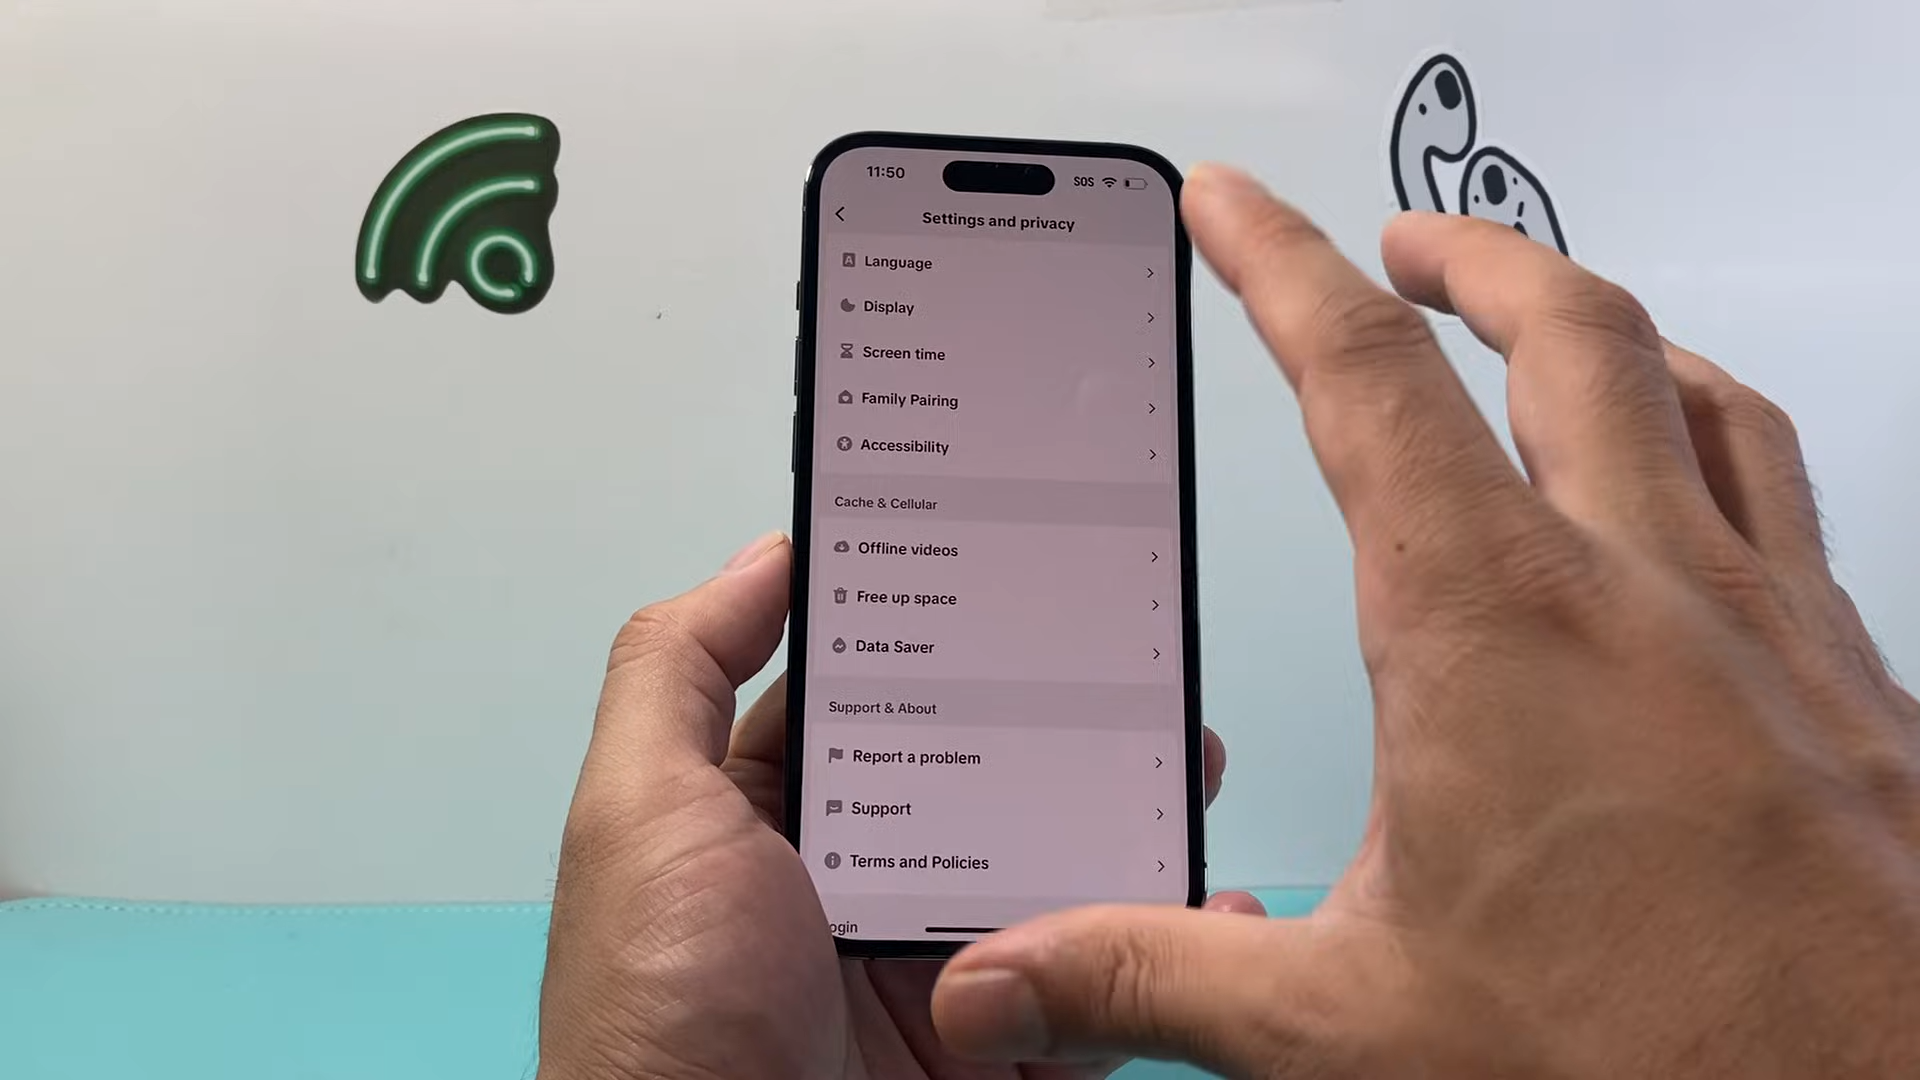 11:50
SOS
Settings and privacy
Language
Display
Screen time
Family Pairing
Accessibility
Cache & Cellular
Offline videos
Free up space
Data Saver
Support & About
Report a problem
Support
Terms and Policies
ogin